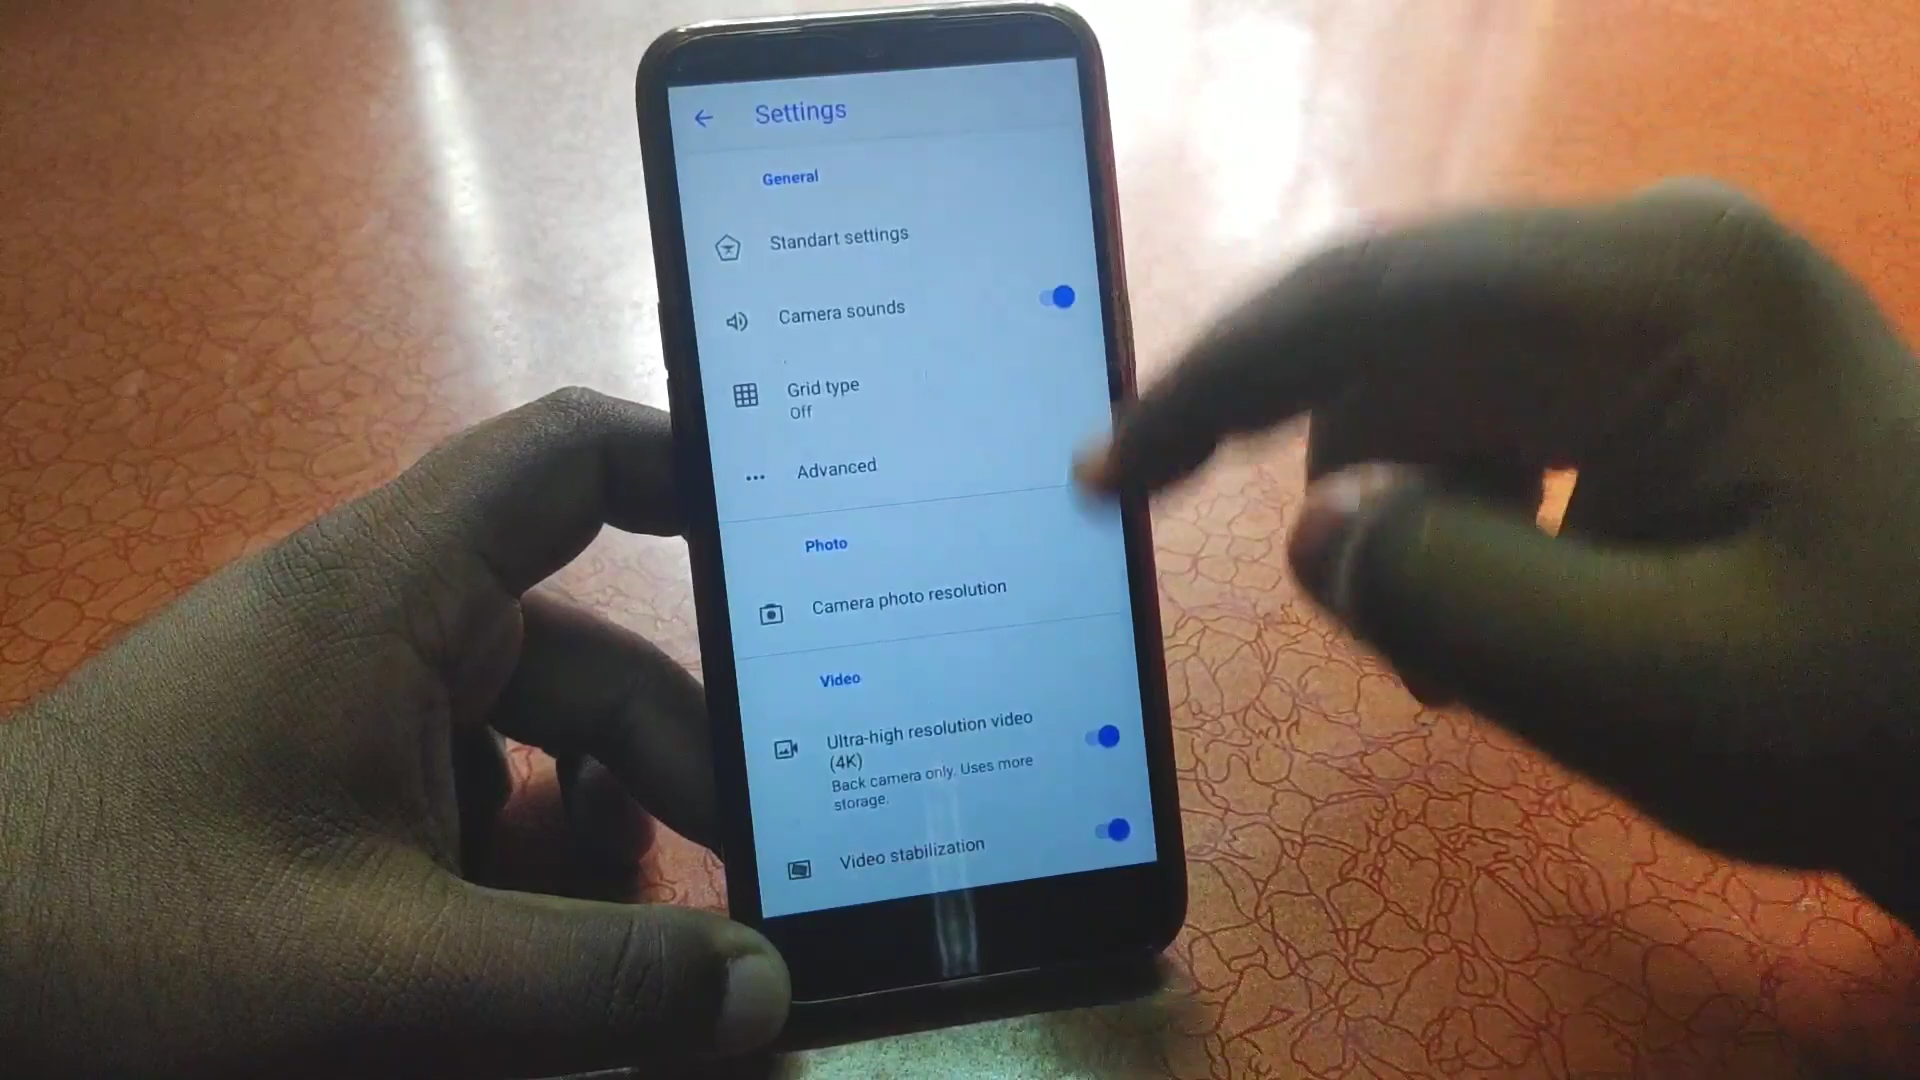 Settings
General
Standart settings
Camera sounds
Grid type
Off
Advanced
Photo
Camera photo resolution
Video
Ultra-high resolution video
(4K)
Back camera only. Uses more
storage.
Video stabilization